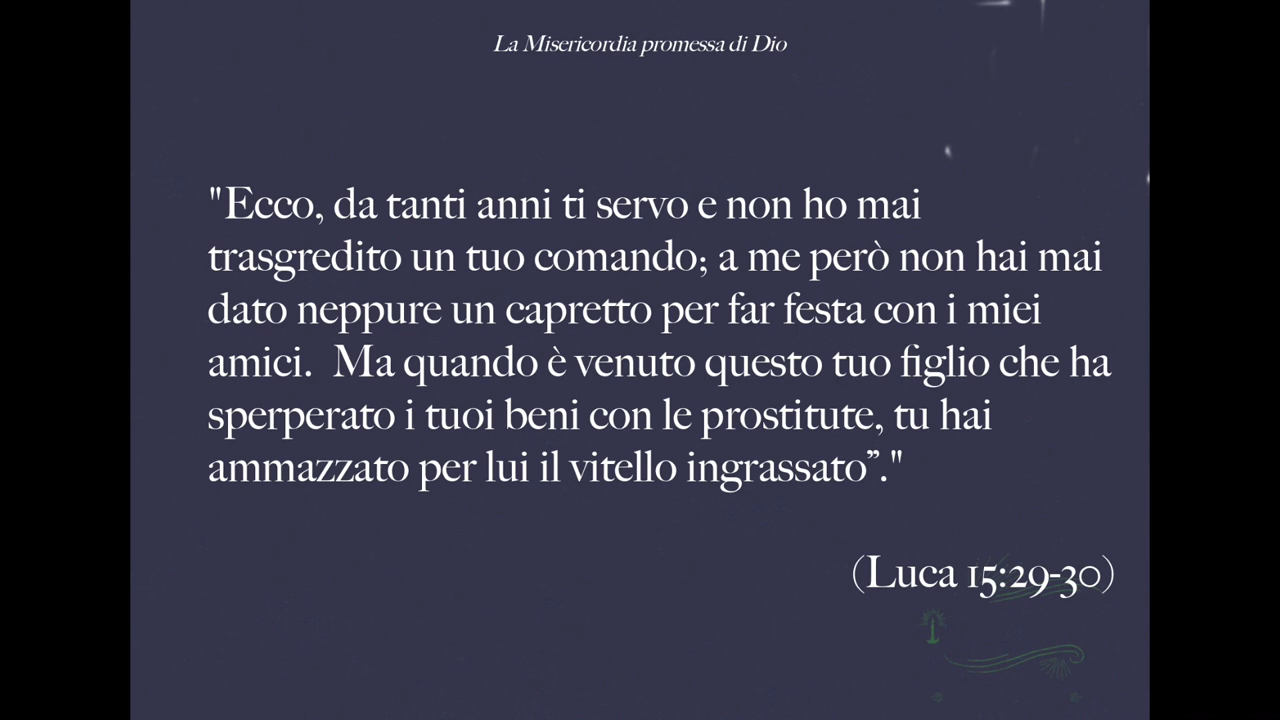 La Misericordia promessa di Dio
"Ecco, da tanti anni ti servo e non ho mai
trasgredito un tuo comando; a me però non hai mai
dato neppure un capretto per far festa con i miei
amici.  Ma quando è venuto questo tuo figlio che ha
sperperato i tuoi beni con le prostitute, tu hai
ammazzato per lui il vitello ingrassato”."
(Luca 15:29-30)